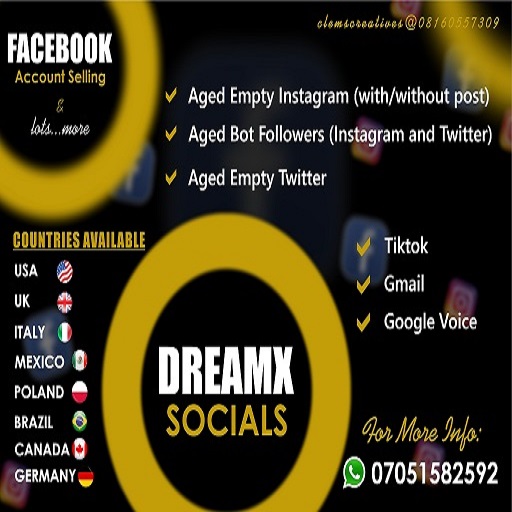 clemscreatives@08160557309
FACEBOOK
Account Selling
&
lots...more
Aged Empty Instagram (with/without post)
Aged Bot Followers (Instagram and Twitter)
Aged Empty Twitter
COUNTRIES AVAILABLE
USA
UK
ITALY
MEXICO
POLAND
BRAZIL
CANADA
GERMANY
Tiktok
Gmail
Google Voice
DREAMX
SOCIALS
For More Info:
07051582592